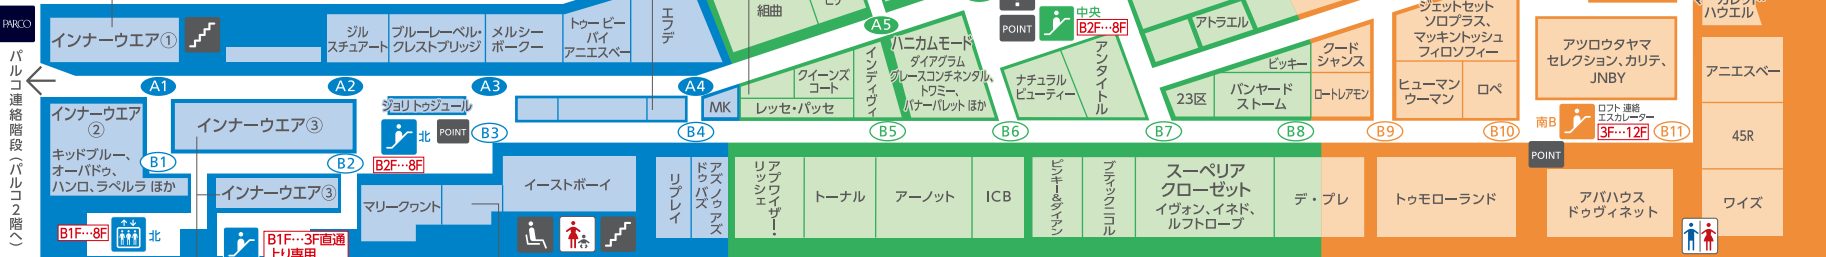 PARCO
パルコ連絡階段（パルコ2階へ）
インナーウエア①
ジル
スチュアート
ブルーレーベル・
クレストブリッジ
メルシー
ボークー
トゥー ビー
バイ
アニエスベー
エフデ
組曲
A5
ハニカムモード
ダイアグラム
グレースコンチネンタル、
トワミー、
バナーバレット ほか
POINT
中央
B2F…8F
アトラエル
ジェットセット
ソロプラス、
マッキントッシュ
フィロソフィー
ハウエル
インディヴィ
アンタイトル
ビッキー
クード
シャンス
アツロウタヤマ
セレクション、カリテ、
JNBY
アニエスベー
A1
A2
A3
A4
クイーンズ
コート
レッセ・パッセ
ナチュラル
ビューティー
23区
バンヤード
ストーム
ロートレアモン
ヒューマン
ウーマン
ロペ
インナーウエア
②
キッドブルー、
オーバドゥ、
ハンロ、ラペルラ ほか
インナーウエア③
ジョリ トゥジュール
北
POINT
B2F…8F
MK
B1
B2
B3
B4
B5
B6
B7
B8
B9
B10
南B
ロフト 連絡
エスカレーター
3F…12F
B11
POINT
45R
インナーウエア③
マリークヮント
イーストボーイ
リプレイ
アズノゥアズ
ドゥバズ
アプワイザー・
リッシェ
トーナル
アーノット
ICB
ピンキー&ダイアン
ブティックニコル
スーペリア
クローゼット
イヴォン、イネド、
ルフトローブ
デ・プレ
トゥモローランド
アバハウス
ドゥヴィネット
ワイズ
B1F…8F
北
B1F…3F直通
上り専用